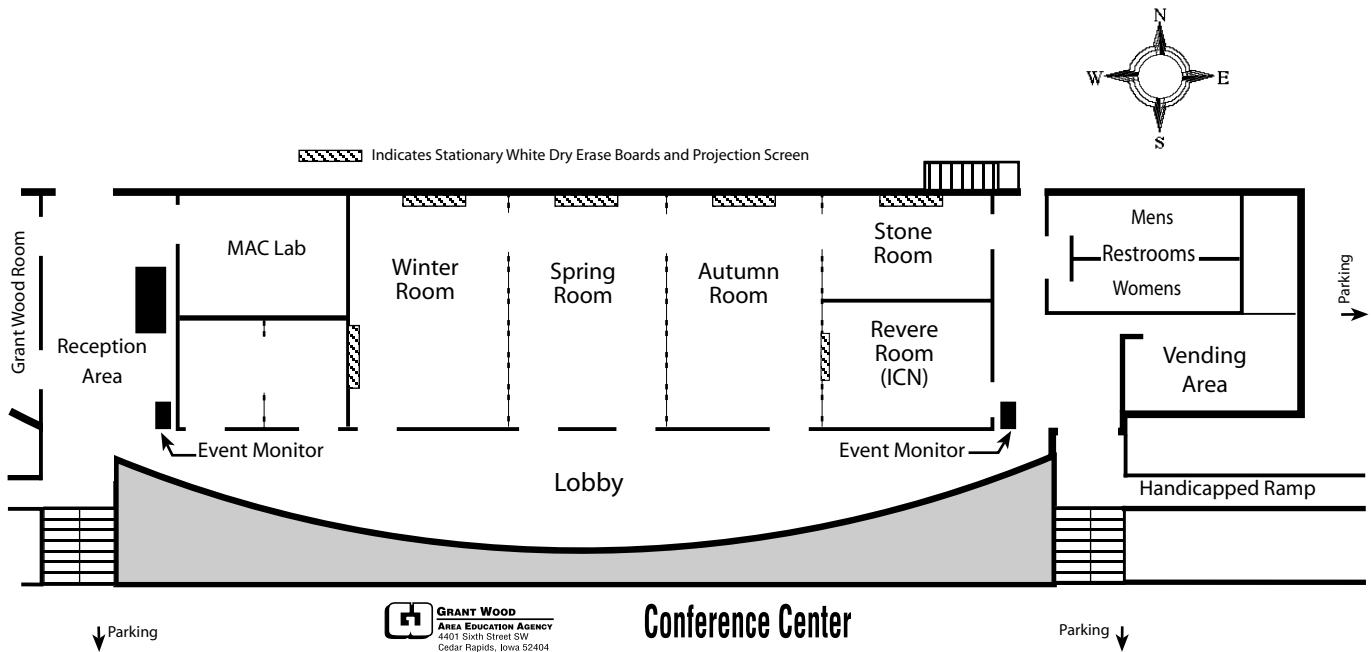 N
W E
S
Indicates Stationary White Dry Erase Boards and Projection Screen
Grant Wood Room
Reception
Area
MAC Lab
Winter
Room
Spring
Room
Autumn
Room
Stone
Room
Revere
Room
(ICN)
Mens
Restrooms
Womens
Parking
Vending
Area
Event Monitor
Event Monitor
Lobby
Handicapped Ramp
Parking
GRANT WOOD
AREA EDUCATION AGENCY
4401 Sixth Street SW
Cedar Rapids, Iowa 52404
Conference Center
Parking